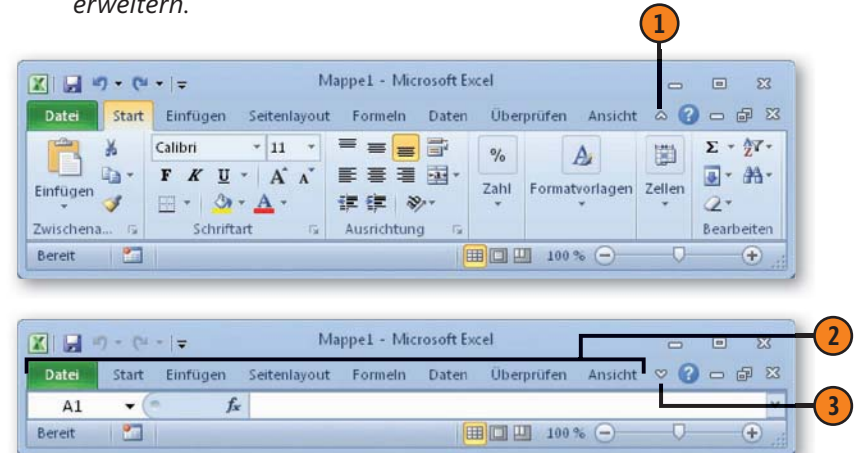 erweitern.
1
Mappe1 - Microsoft Excel
Datei Start Einfügen Seitenlayout Formeln Daten Überprüfen Ansicht
Calibri 11 % A Σ
F K U A A Einfügen Zahl Formatvorlagen Zellen
A
Zwischena... Schriftart Ausrichtung Bearbeiten
Bereit 100 %
Mappe1 - Microsoft Excel
2
Datei Start Einfügen Seitenlayout Formeln Daten Überprüfen Ansicht
A1 fx
3
Bereit 100 %